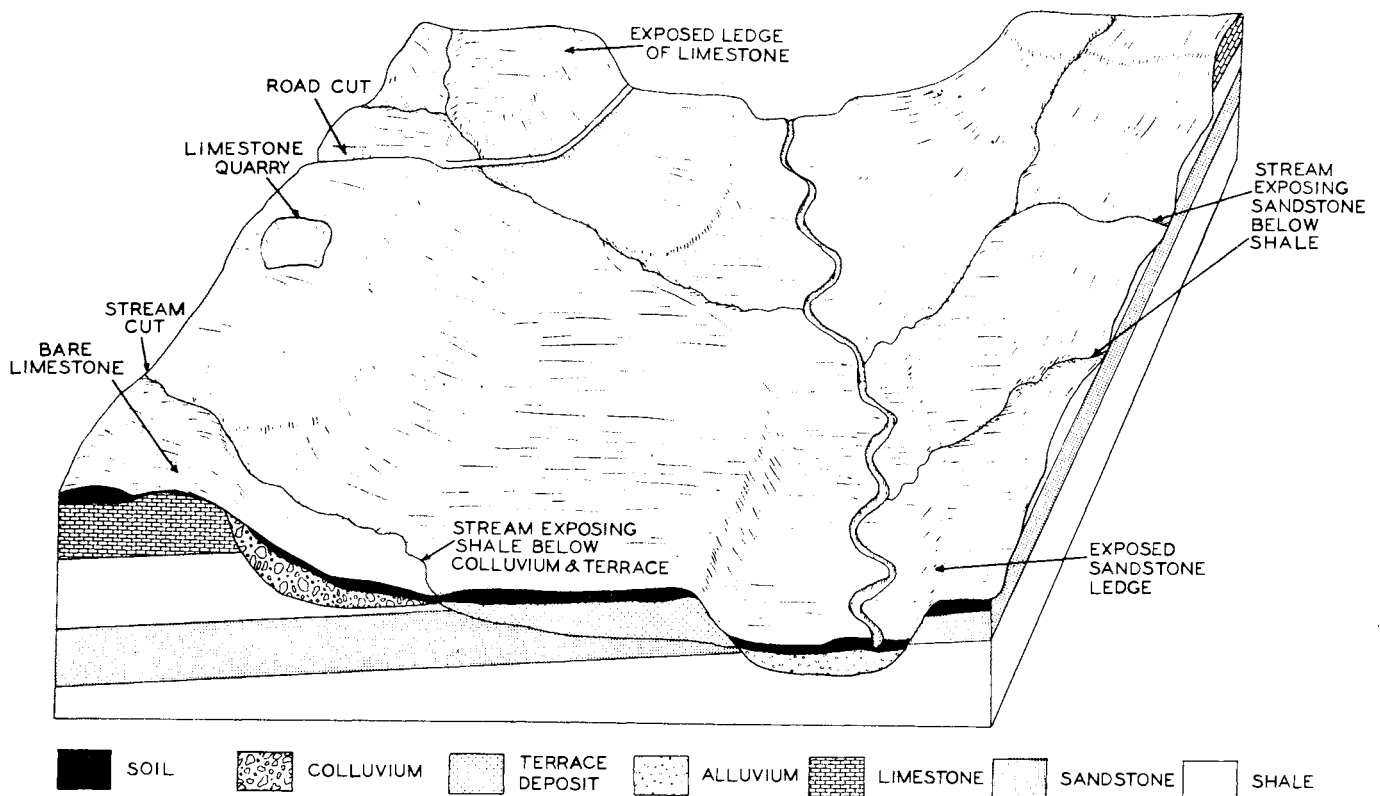 EXPOSED LEDGE
OF LIMESTONE
ROAD CUT
LIMESTONE
QUARRY
STREAM
EXPOSING
SANDSTONE
BELOW
SHALE
STREAM
CUT
BARE
LIMESTONE
STREAM EXPOSING
SHALE BELOW
COLLUVIUM & TERRACE
EXPOSED
SANDSTONE
LEDGE
SOIL
COLLUVIUM
TERRACE
DEPOSIT
ALLUVIUM
LIMESTONE
SANDSTONE
SHALE